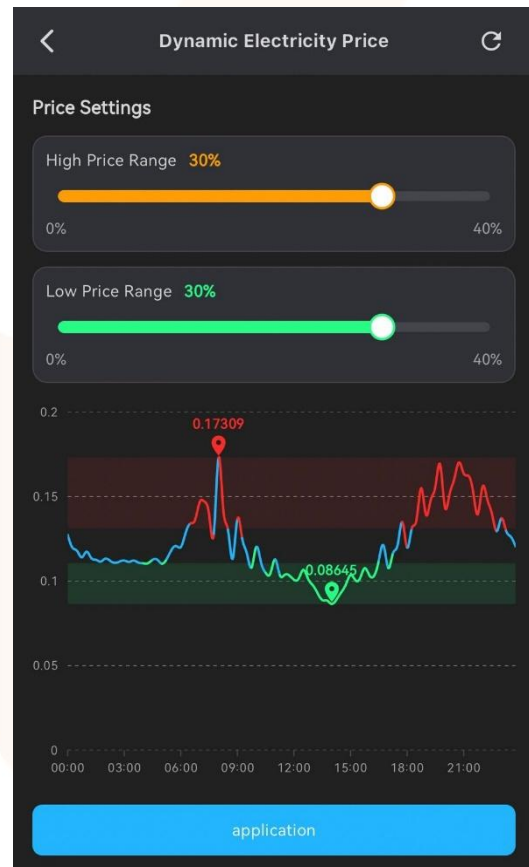 Dynamic Electricity Price
Price Settings
High Price Range 30%
0% 40%
Low Price Range 30%
0% 40%
0.2
0.17309
0.15
0.1
0.08645
0.05
0
00:00 03:00 06:00 09:00 12:00 15:00 18:00 21:00
application